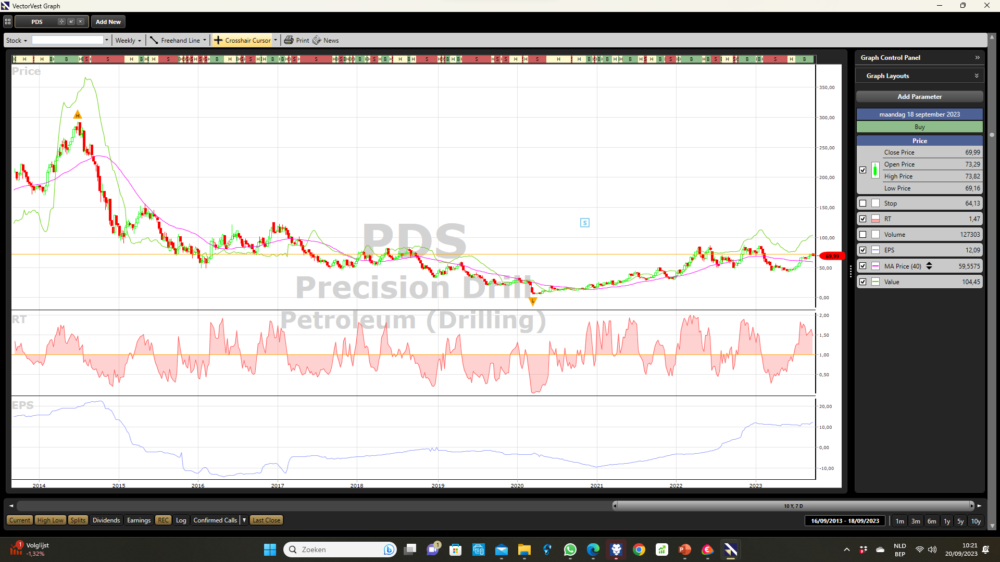 VectorVest Graph
PDS
Add New
Stock
Weekly
Freehand Line
Crosshair Cursor
Print
News
Price
350,00
300,00
250,00
200,00
150,00
100,00
69,99
50,00
0,00
H
L
S
PDS
Precision Drill
Petroleum (Drilling)
RT
2,00
1,50
1,00
0,50
EPS
20,00
10,00
0,00
-10,00
2014 2015 2016 2017 2018 2019 2020 2021 2022 2023
Graph Control Panel
Graph Layouts
Add Parameter
maandag 18 september 2023
Buy
Price
Close Price 69,99
Open Price 73,29
High Price 73,82
Low Price 69,16
Stop 64,13
RT 1,47
Volume 127303
EPS 12,09
MA Price (40) 59,5575
Value 104,45
10 Y, 7 D
Current High Low Splits Dividends Earnings REC Log Confirmed Calls Last Close
16/09/2013 - 18/09/2023
1m 3m 6m 1y 5y 10y
1
Volglijst
-1,32%
Zoeken
1
NLD
BEP
10:21
20/09/2023